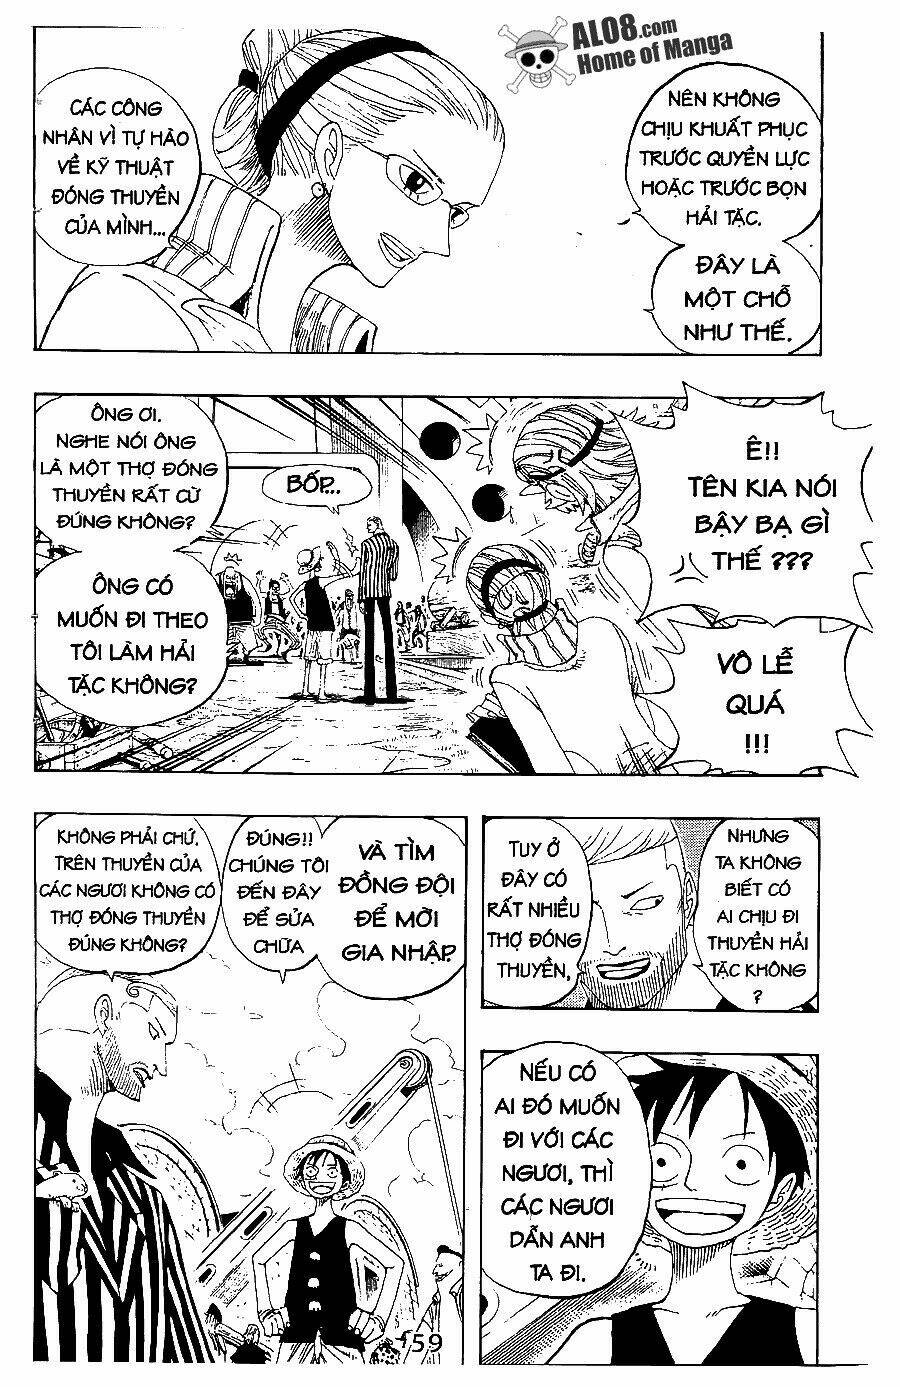 ALO8.com
Home of Manga
CÁC CÔNG
NHÂN VÌ TỰ HÀO
VỀ KỸ THUẬT
ĐÓNG THUYỀN
CỦA MÌNH...
NÊN KHÔNG
CHỊU KHUẤT PHỤC
TRƯỚC QUYỀN LỰC
HOẶC TRƯỚC BỌN
HẢI TẶC.
ĐÂY LÀ
MỘT CHỖ
NHƯ THẾ.
ÔNG ƠI.
NGHE NÓI ÔNG
LÀ MỘT THỢ ĐÓNG
THUYỀN RẤT CỪ
ĐÚNG KHÔNG?
ÔNG CÓ
MUỐN ĐI THEO
TÔI LÀM HẢI
TẶC KHÔNG?
BỐP...
Ê!!
TÊN KIA NÓI
BẬY BẠ GÌ
THẾ ???
VÔ LỄ
QUÁ
!!!
KHÔNG PHẢI CHỨ.
TRÊN THUYỀN CỦA
CÁC NGƯƠI KHÔNG CÓ
THỢ ĐÓNG THUYỀN
ĐÚNG KHÔNG?
ĐÚNG!!
CHÚNG TÔI
ĐẾN ĐÂY
ĐỂ SỬA
CHỮA
VÀ TÌM
ĐỒNG ĐỘI
ĐỂ MỜI
GIA NHẬP.
TUY Ở
ĐÂY CÓ
RẤT NHIỀU
THỢ ĐÓNG
THUYỀN,
NHƯNG
TA KHÔNG
BIẾT CÓ
AI CHỊU ĐI
THUYỀN HẢI
TẶC KHÔNG
?
NẾU CÓ
AI ĐÓ MUỐN
ĐI VỚI CÁC
NGƯƠI, THÌ
CÁC NGƯƠI
DẪN ANH
TA ĐI.
59